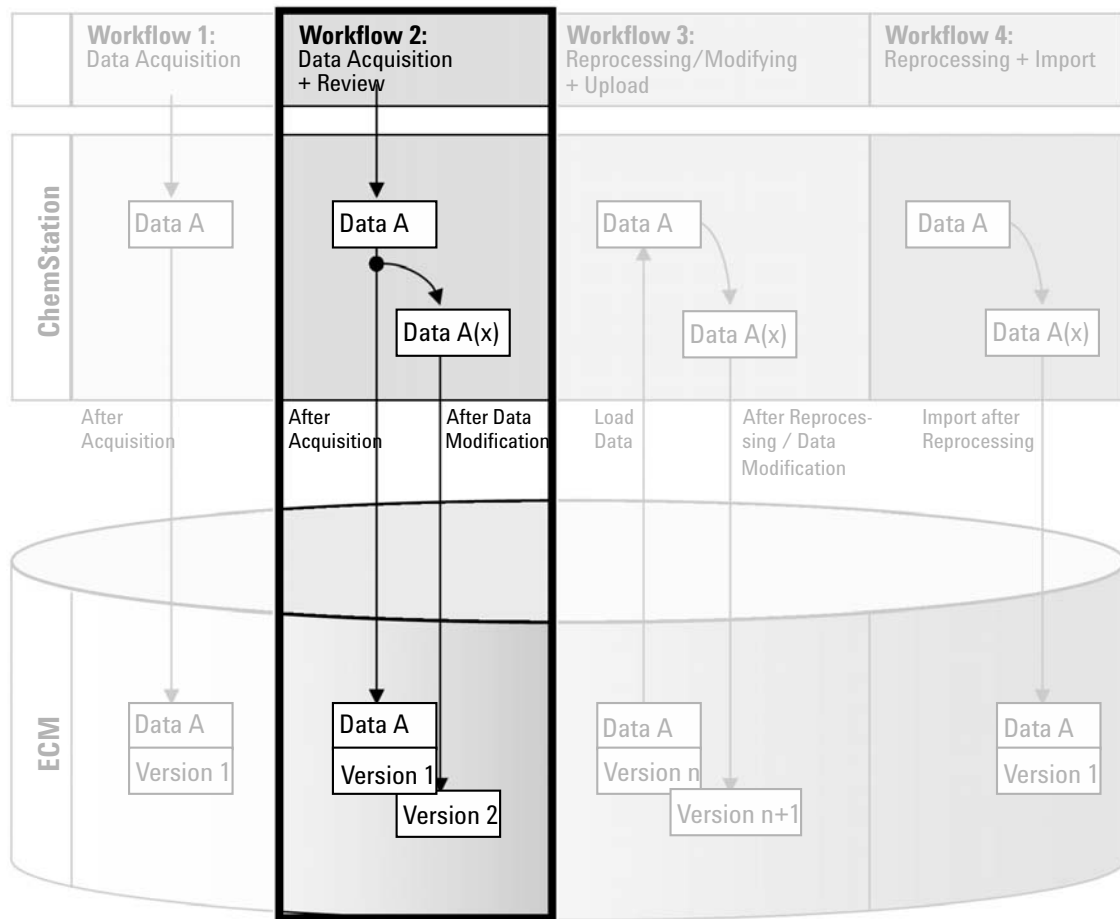 Workflow 1:
Data Acquisition
Workflow 2:
Data Acquisition
+ Review
Workflow 3:
Reprocessing/Modifying
+ Upload
Workflow 4:
Reprocessing + Import
ChemStation
Data A
Data A
Data A(x)
Data A
Data A(x)
Data A
Data A(x)
After
Acquisition
After
Acquisition
After Data
Modification
Load
Data
After Reproces-
sing / Data
Modification
Import after
Reprocessing
ECM
Data A
Version 1
Data A
Version 1
Version 2
Data A
Version n
Version n+1
Data A
Version 1